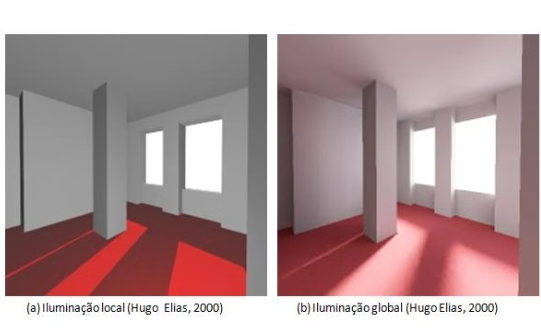 (a) Iluminação local (Hugo Elias, 2000)
(b) Iluminação global (Hugo Elias, 2000)